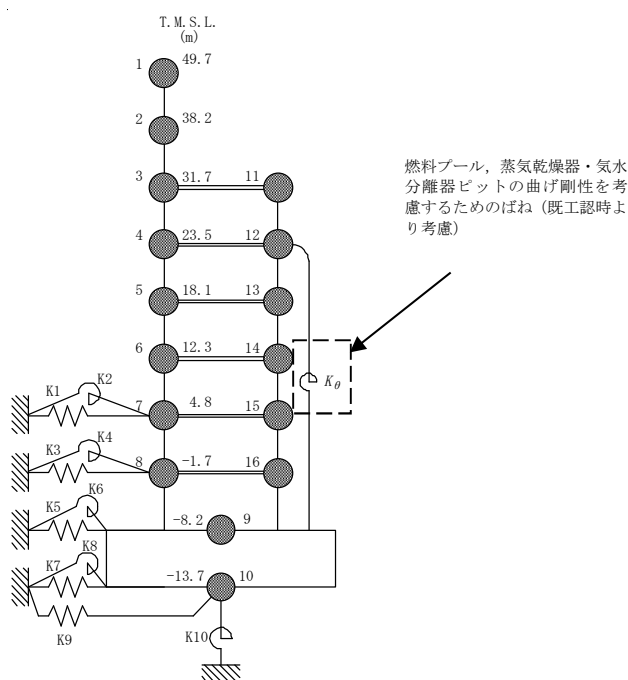 T.M.S.L.
(m)
1 49.7
2 38.2
3 31.7 11
4 23.5 12
5 18.1 13
6 12.3 14
7 4.8 15
8 -1.7 16
-8.2 9
-13.7 10
K1 K2
K3 K4
K5 K6
K7 K8
K9
K10
Kθ
燃料プール，蒸気乾燥器・気水
分離器ピットの曲げ剛性を考
慮するためのばね（既工認時よ
り考慮）